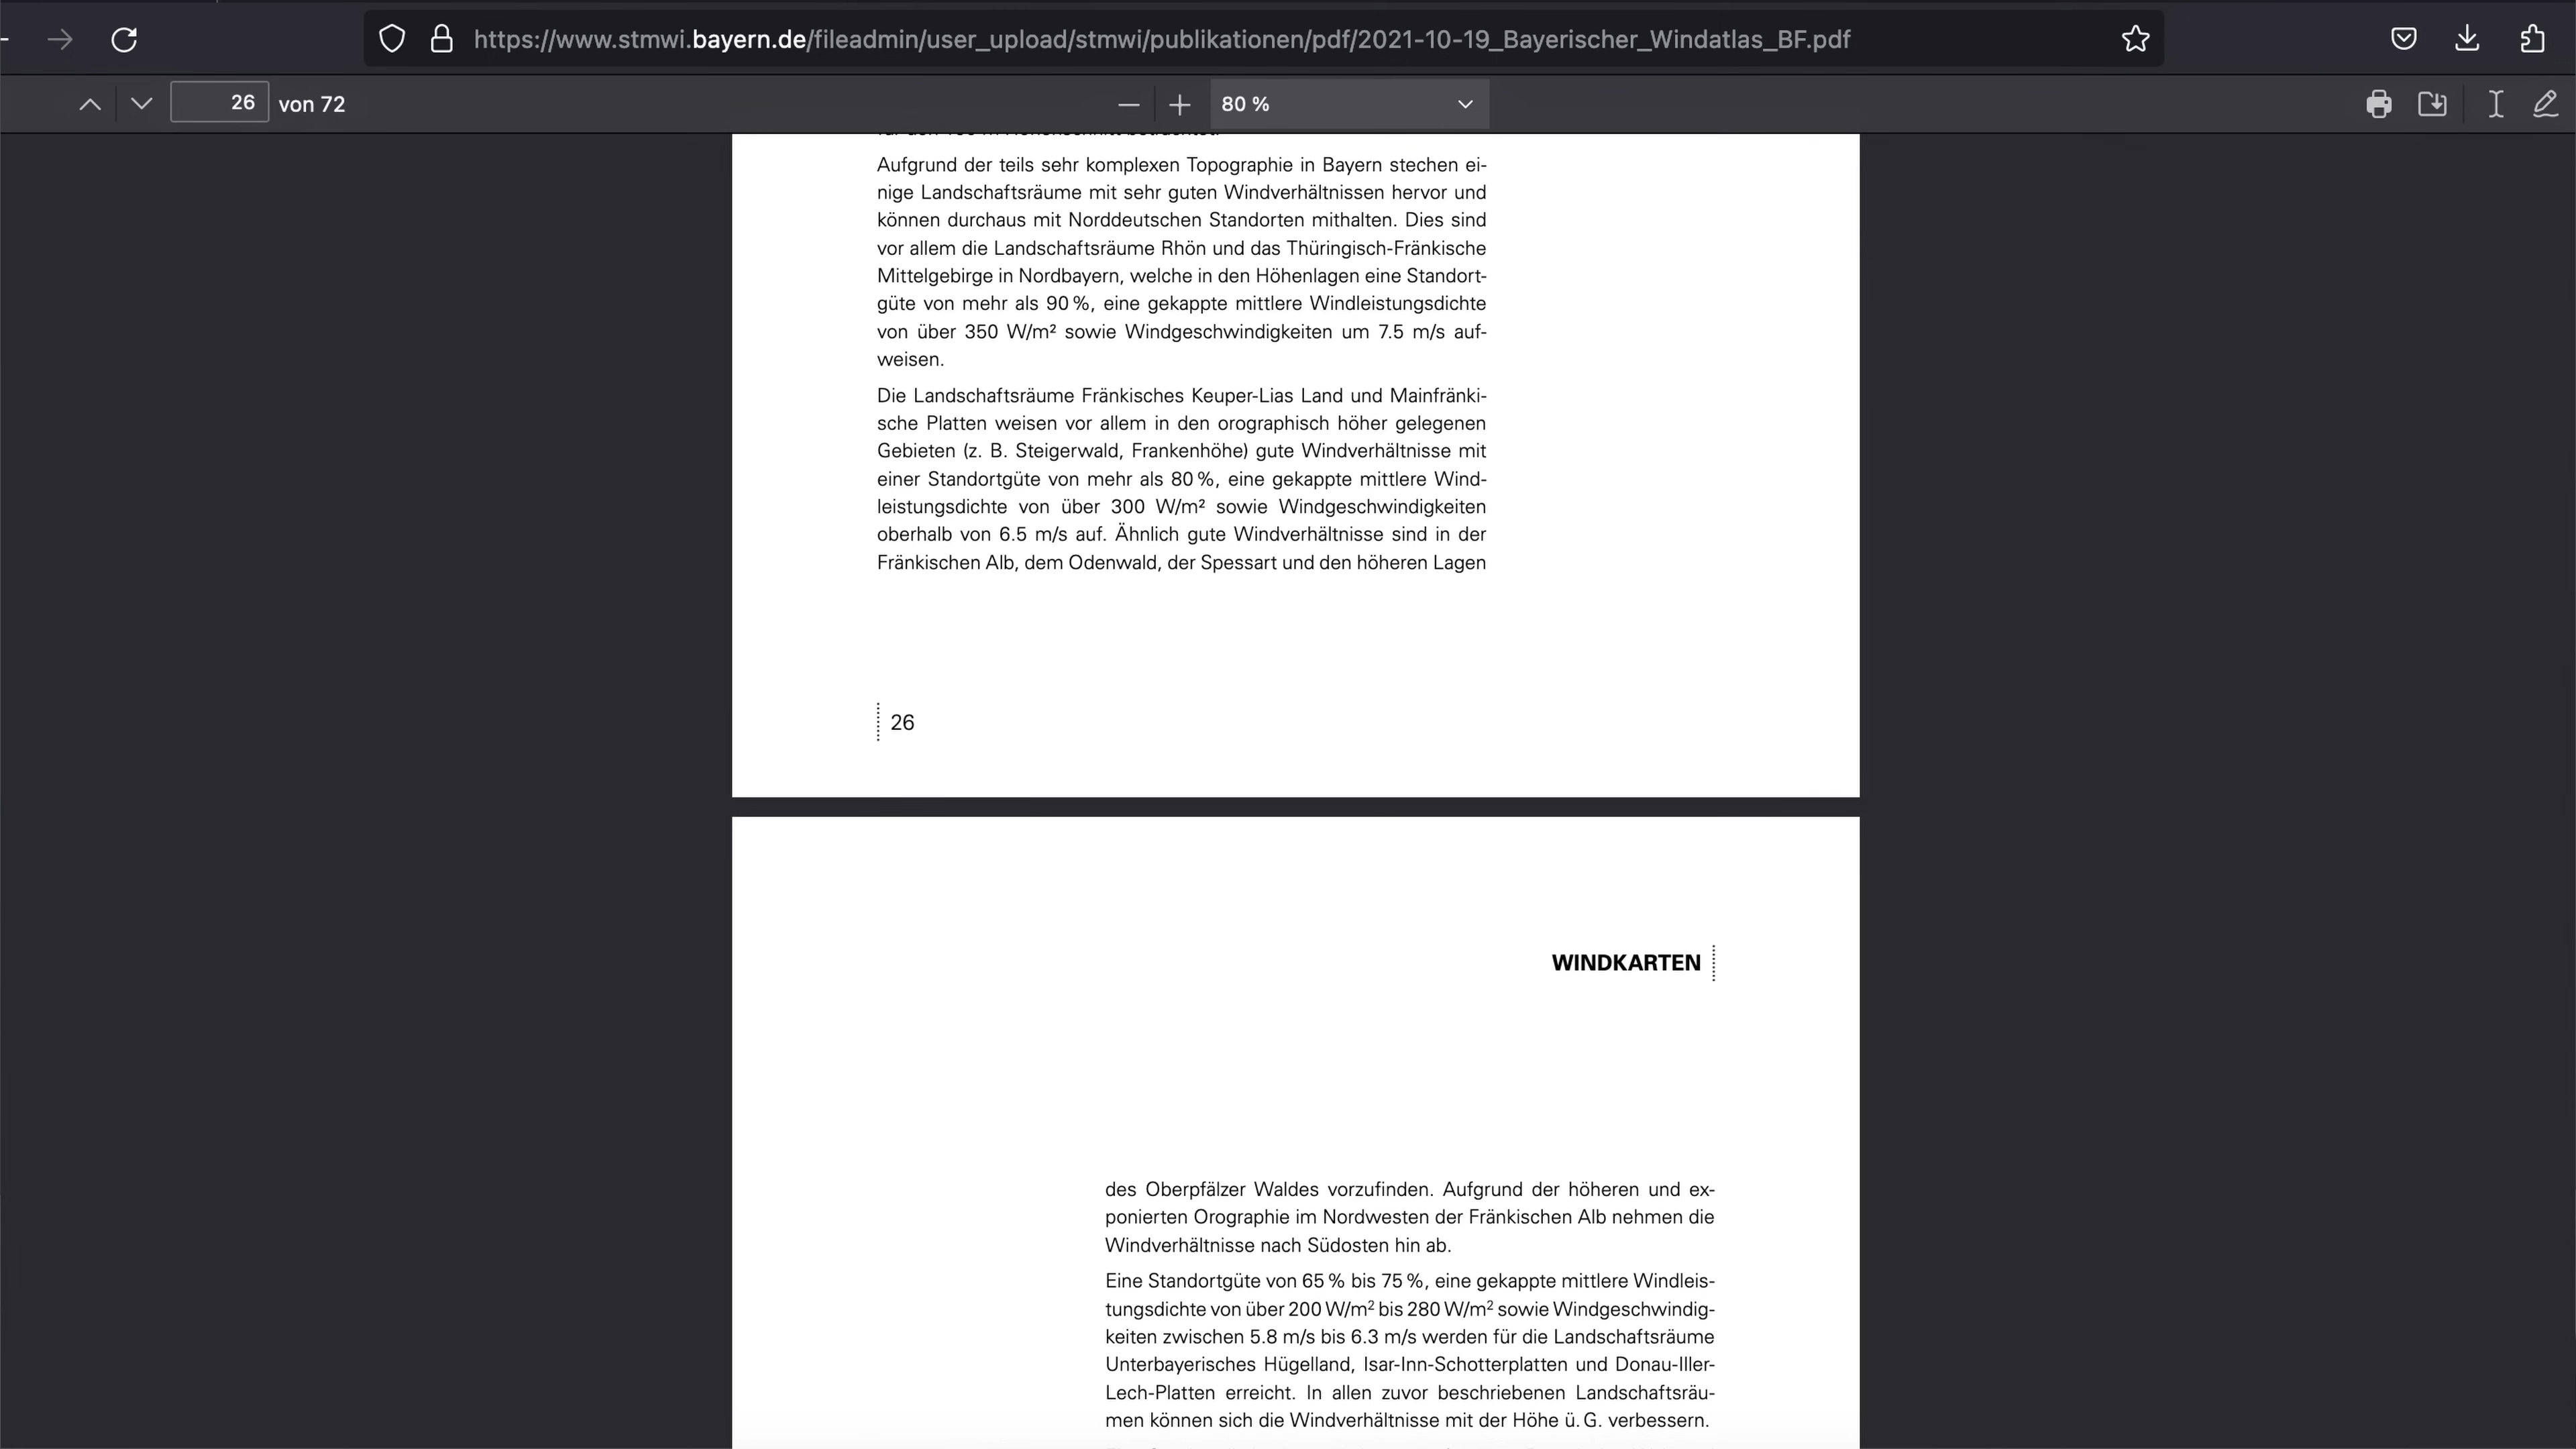 https://www.stmwi.bayern.de/fileadmin/user_upload/stmwi/publikationen/pdf/2021-10-19_Bayerischer_Windatlas_BF.pdf
26 von 72
80 %
Aufgrund der teils sehr komplexen Topographie in Bayern stechen ei-
nige Landschaftsräume mit sehr guten Windverhältnissen hervor und
können durchaus mit Norddeutschen Standorten mithalten. Dies sind
vor allem die Landschaftsräume Rhön und das Thüringisch-Fränkische
Mittelgebirge in Nordbayern, welche in den Höhenlagen eine Standort-
güte von mehr als 90 %, eine gekappte mittlere Windleistungsdichte
von über 350 W/m² sowie Windgeschwindigkeiten um 7.5 m/s auf-
weisen.
Die Landschaftsräume Fränkisches Keuper-Lias Land und Mainfränki-
sche Platten weisen vor allem in den orographisch höher gelegenen
Gebieten (z. B. Steigerwald, Frankenhöhe) gute Windverhältnisse mit
einer Standortgüte von mehr als 80 %, eine gekappte mittlere Wind-
leistungsdichte von über 300 W/m² sowie Windgeschwindigkeiten
oberhalb von 6.5 m/s auf. Ähnlich gute Windverhältnisse sind in der
Fränkischen Alb, dem Odenwald, der Spessart und den höheren Lagen
26
WINDKARTEN
des Oberpfälzer Waldes vorzufinden. Aufgrund der höheren und ex-
ponierten Orographie im Nordwesten der Fränkischen Alb nehmen die
Windverhältnisse nach Südosten hin ab.
Eine Standortgüte von 65 % bis 75 %, eine gekappte mittlere Windleis-
tungsdichte von über 200 W/m² bis 280 W/m² sowie Windgeschwindig-
keiten zwischen 5.8 m/s bis 6.3 m/s werden für die Landschaftsräume
Unterbayerisches Hügelland, Isar-Inn-Schotterplatten und Donau-Iller-
Lech-Platten erreicht. In allen zuvor beschriebenen Landschaftsräu-
men können sich die Windverhältnisse mit der Höhe ü. G. verbessern.